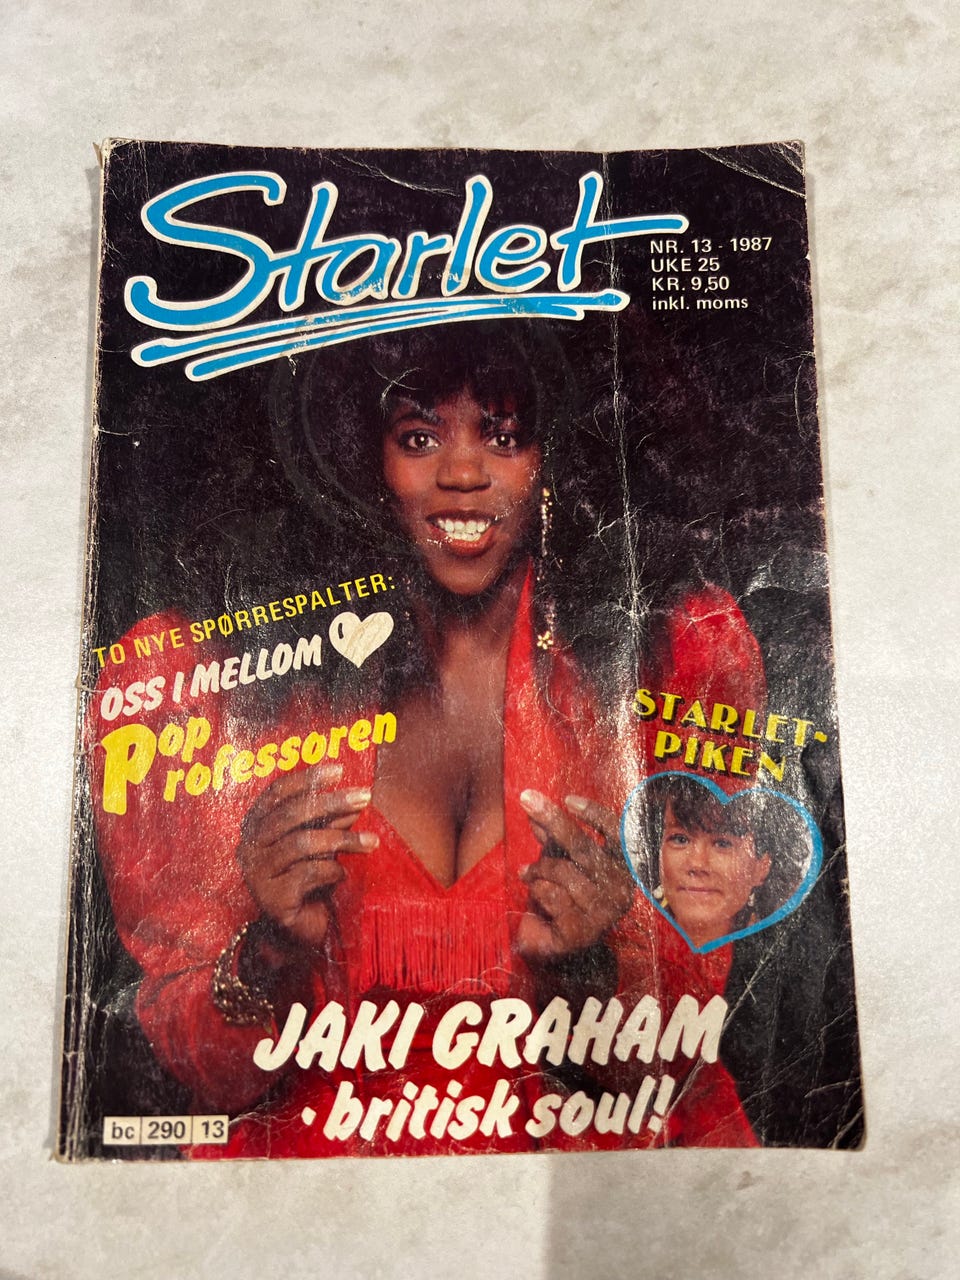 Starlet
NR. 13 - 1987
UKE 25
KR. 9,50
inkl. moms
TO NYE SPØRRESPALTER:
OSS I MELLOM
Pop
Professoren
STARLET-
PIKEN
JAKI GRAHAM
• britisk soul!
bc 290 13